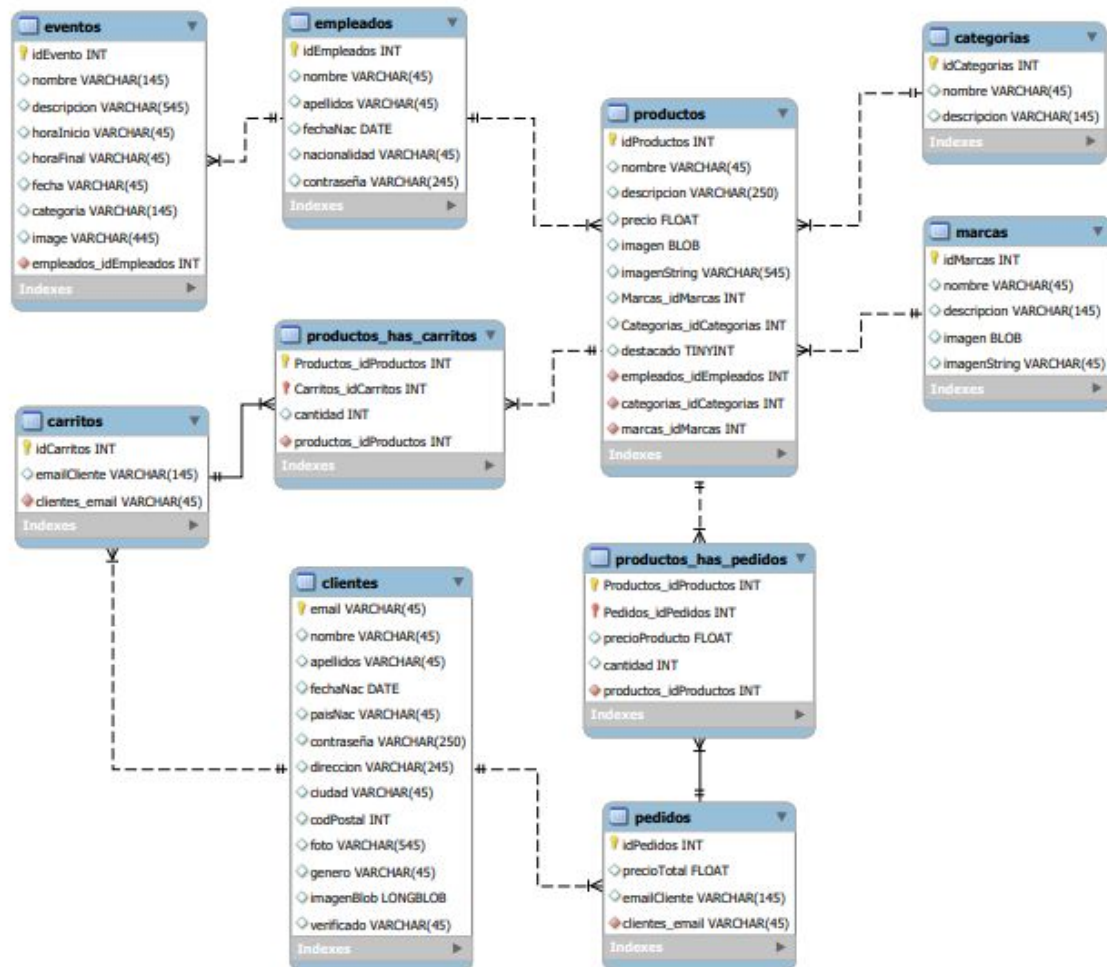 eventos
idEvento INT
nombre VARCHAR(145)
descripcion VARCHAR(545)
horaInicio VARCHAR(45)
horaFinal VARCHAR(45)
fecha VARCHAR(45)
categoria VARCHAR(145)
image VARCHAR(445)
empleados_idEmpleados INT
Indexes
empleados
idEmpleados INT
nombre VARCHAR(45)
apellidos VARCHAR(45)
fechaNac DATE
nacionalidad VARCHAR(45)
contraseña VARCHAR(245)
Indexes
productos
idProductos INT
nombre VARCHAR(45)
descripcion VARCHAR(250)
precio FLOAT
imagen BLOB
imagenString VARCHAR(545)
Marcas_idMarcas INT
Categorias_idCategorias INT
destacado TINYINT
empleados_idEmpleados INT
categorias_idCategorias INT
marcas_idMarcas INT
Indexes
categorias
idCategorias INT
nombre VARCHAR(45)
descripcion VARCHAR(145)
Indexes
marcas
idMarcas INT
nombre VARCHAR(45)
descripcion VARCHAR(145)
imagen BLOB
imagenString VARCHAR(45)
Indexes
productos_has_carritos
Productos_idProductos INT
Carritos_idCarritos INT
cantidad INT
productos_idProductos INT
Indexes
carritos
idCarritos INT
emailCliente VARCHAR(145)
clientes_email VARCHAR(45)
Indexes
clientes
email VARCHAR(45)
nombre VARCHAR(45)
apellidos VARCHAR(45)
fechaNac DATE
paisNac VARCHAR(45)
contraseña VARCHAR(250)
direccion VARCHAR(245)
ciudad VARCHAR(45)
codPostal INT
foto VARCHAR(545)
genero VARCHAR(45)
imagenBlob LONGBLOB
verificado VARCHAR(45)
Indexes
productos_has_pedidos
Productos_idProductos INT
Pedidos_idPedidos INT
precioProducto FLOAT
cantidad INT
productos_idProductos INT
Indexes
pedidos
idPedidos INT
precioTotal FLOAT
emailCliente VARCHAR(145)
clientes_email VARCHAR(45)
Indexes